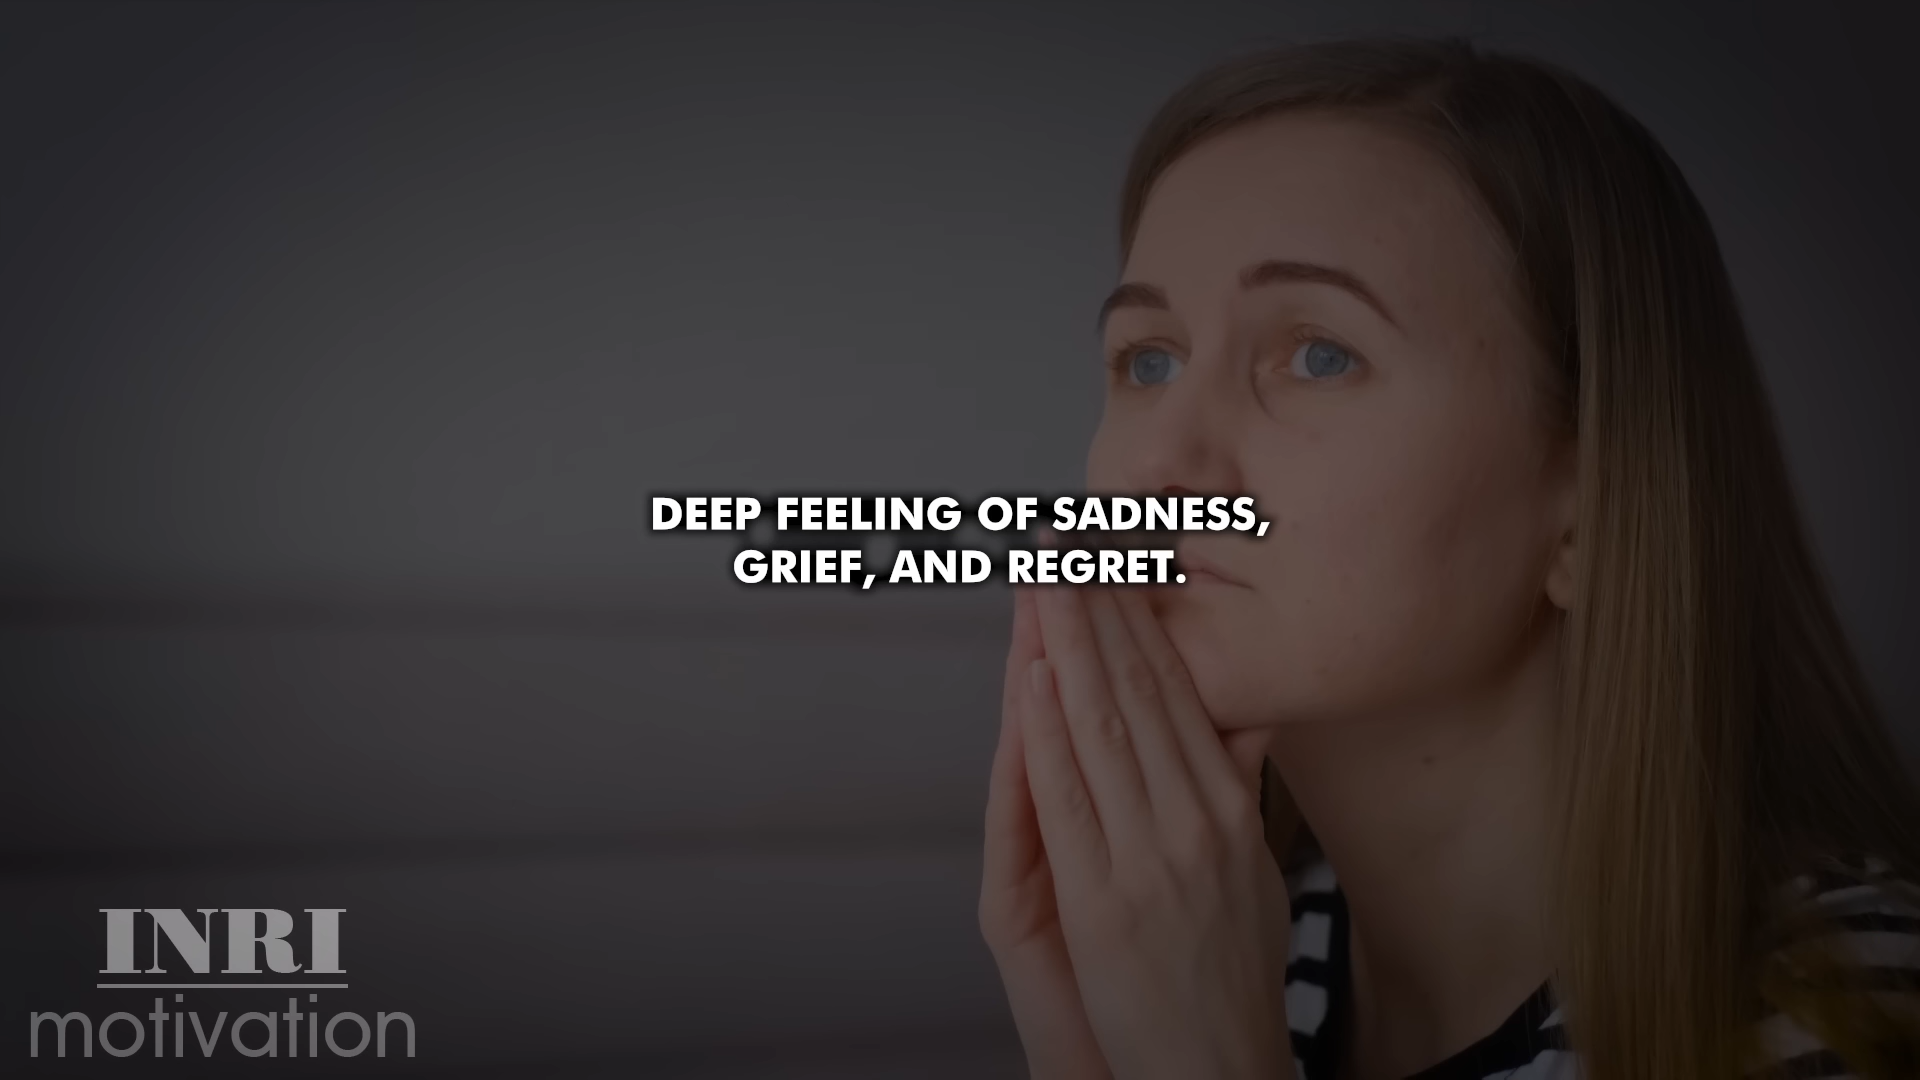 DEEP FEELING OF SADNESS,
GRIEF, AND REGRET.
INRI
motivation